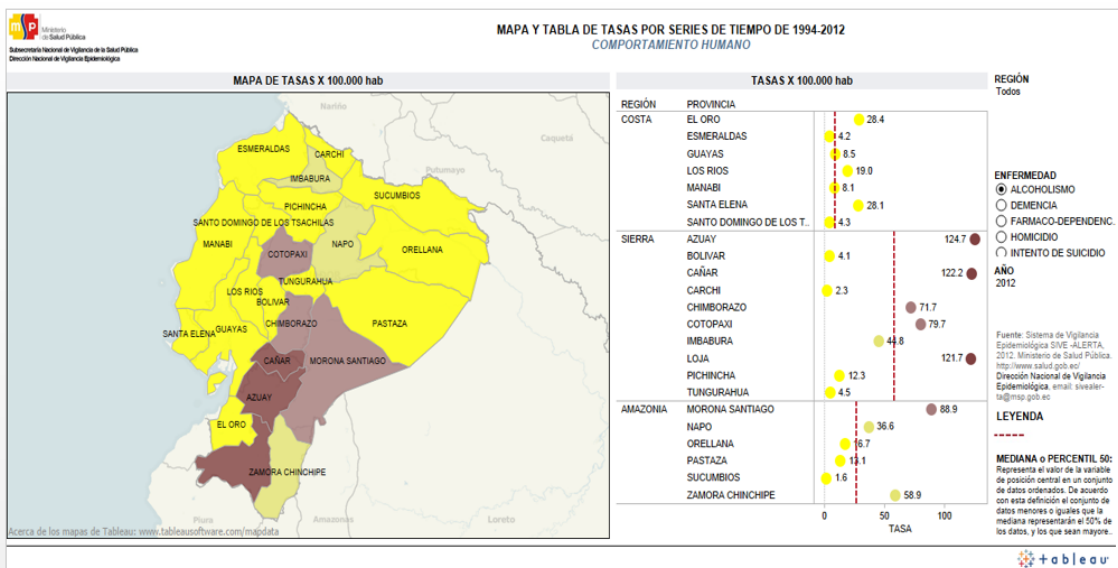 Ministerio
de Salud Pública
Subsecretaría Nacional de Vigilancia de la Salud Pública
Dirección Nacional de Vigilancia Epidemiológica
MAPA Y TABLA DE TASAS POR SERIES DE TIEMPO DE 1994-2012
COMPORTAMIENTO HUMANO
MAPA DE TASAS X 100.000 hab
Nariño
Caquetá
Putumayo
ESMERALDAS
CARCHI
IMBABURA
SUCUMBIOS
PICHINCHA
SANTO DOMINGO DE LOS TSACHILAS
MANABI
NAPO
ORELLANA
COTOPAXI
TUNGURAHUA
LOS RIOS
BOLIVAR
PASTAZA
SANTA ELENA
GUAYAS
CHIMBORAZO
CAÑAR
MORONA SANTIAGO
AZUAY
EL ORO
ZAMORA CHINCHIPE
Piura
Amazonas
Loreto
Acerca de los mapas de Tableau: www.tableausoftware.com/mapdata
TASAS X 100.000 hab
REGIÓN PROVINCIA
COSTA EL ORO 28.4
ESMERALDAS 4.2
GUAYAS 8.5
LOS RIOS 19.0
MANABI 8.1
SANTA ELENA 28.1
SANTO DOMINGO DE LOS T.. 4.3
SIERRA AZUAY 124.7
BOLIVAR 4.1
CAÑAR 122.2
CARCHI 2.3
CHIMBORAZO 71.7
COTOPAXI 79.7
IMBABURA 44.8
LOJA 121.7
PICHINCHA 12.3
TUNGURAHUA 4.5
AMAZONIA MORONA SANTIAGO 88.9
NAPO 36.6
ORELLANA 16.7
PASTAZA 13.1
SUCUMBIOS 1.6
ZAMORA CHINCHIPE 58.9
0 50 100
TASA
REGIÓN
Todos
ENFERMEDAD
ALCOHOLISMO
DEMENCIA
FARMACO-DEPENDENC.
HOMICIDIO
INTENTO DE SUICIDIO
AÑO
2012
Fuente: Sistema de Vigilancia
Epidemiológica SIVE -ALERTA,
2012. Ministerio de Salud Pública.
http://www.salud.gob.ec/
Dirección Nacional de Vigilancia
Epidemiológica. email: sivealer-
ta@msp.gob.ec
LEYENDA
MEDIANA o PERCENTIL 50:
Representa el valor de la variable
de posición central en un conjunto
de datos ordenados. De acuerdo
con esta definición el conjunto de
datos menores o iguales que la
mediana representarán el 50% de
los datos, y los que sean mayore..
+ableau